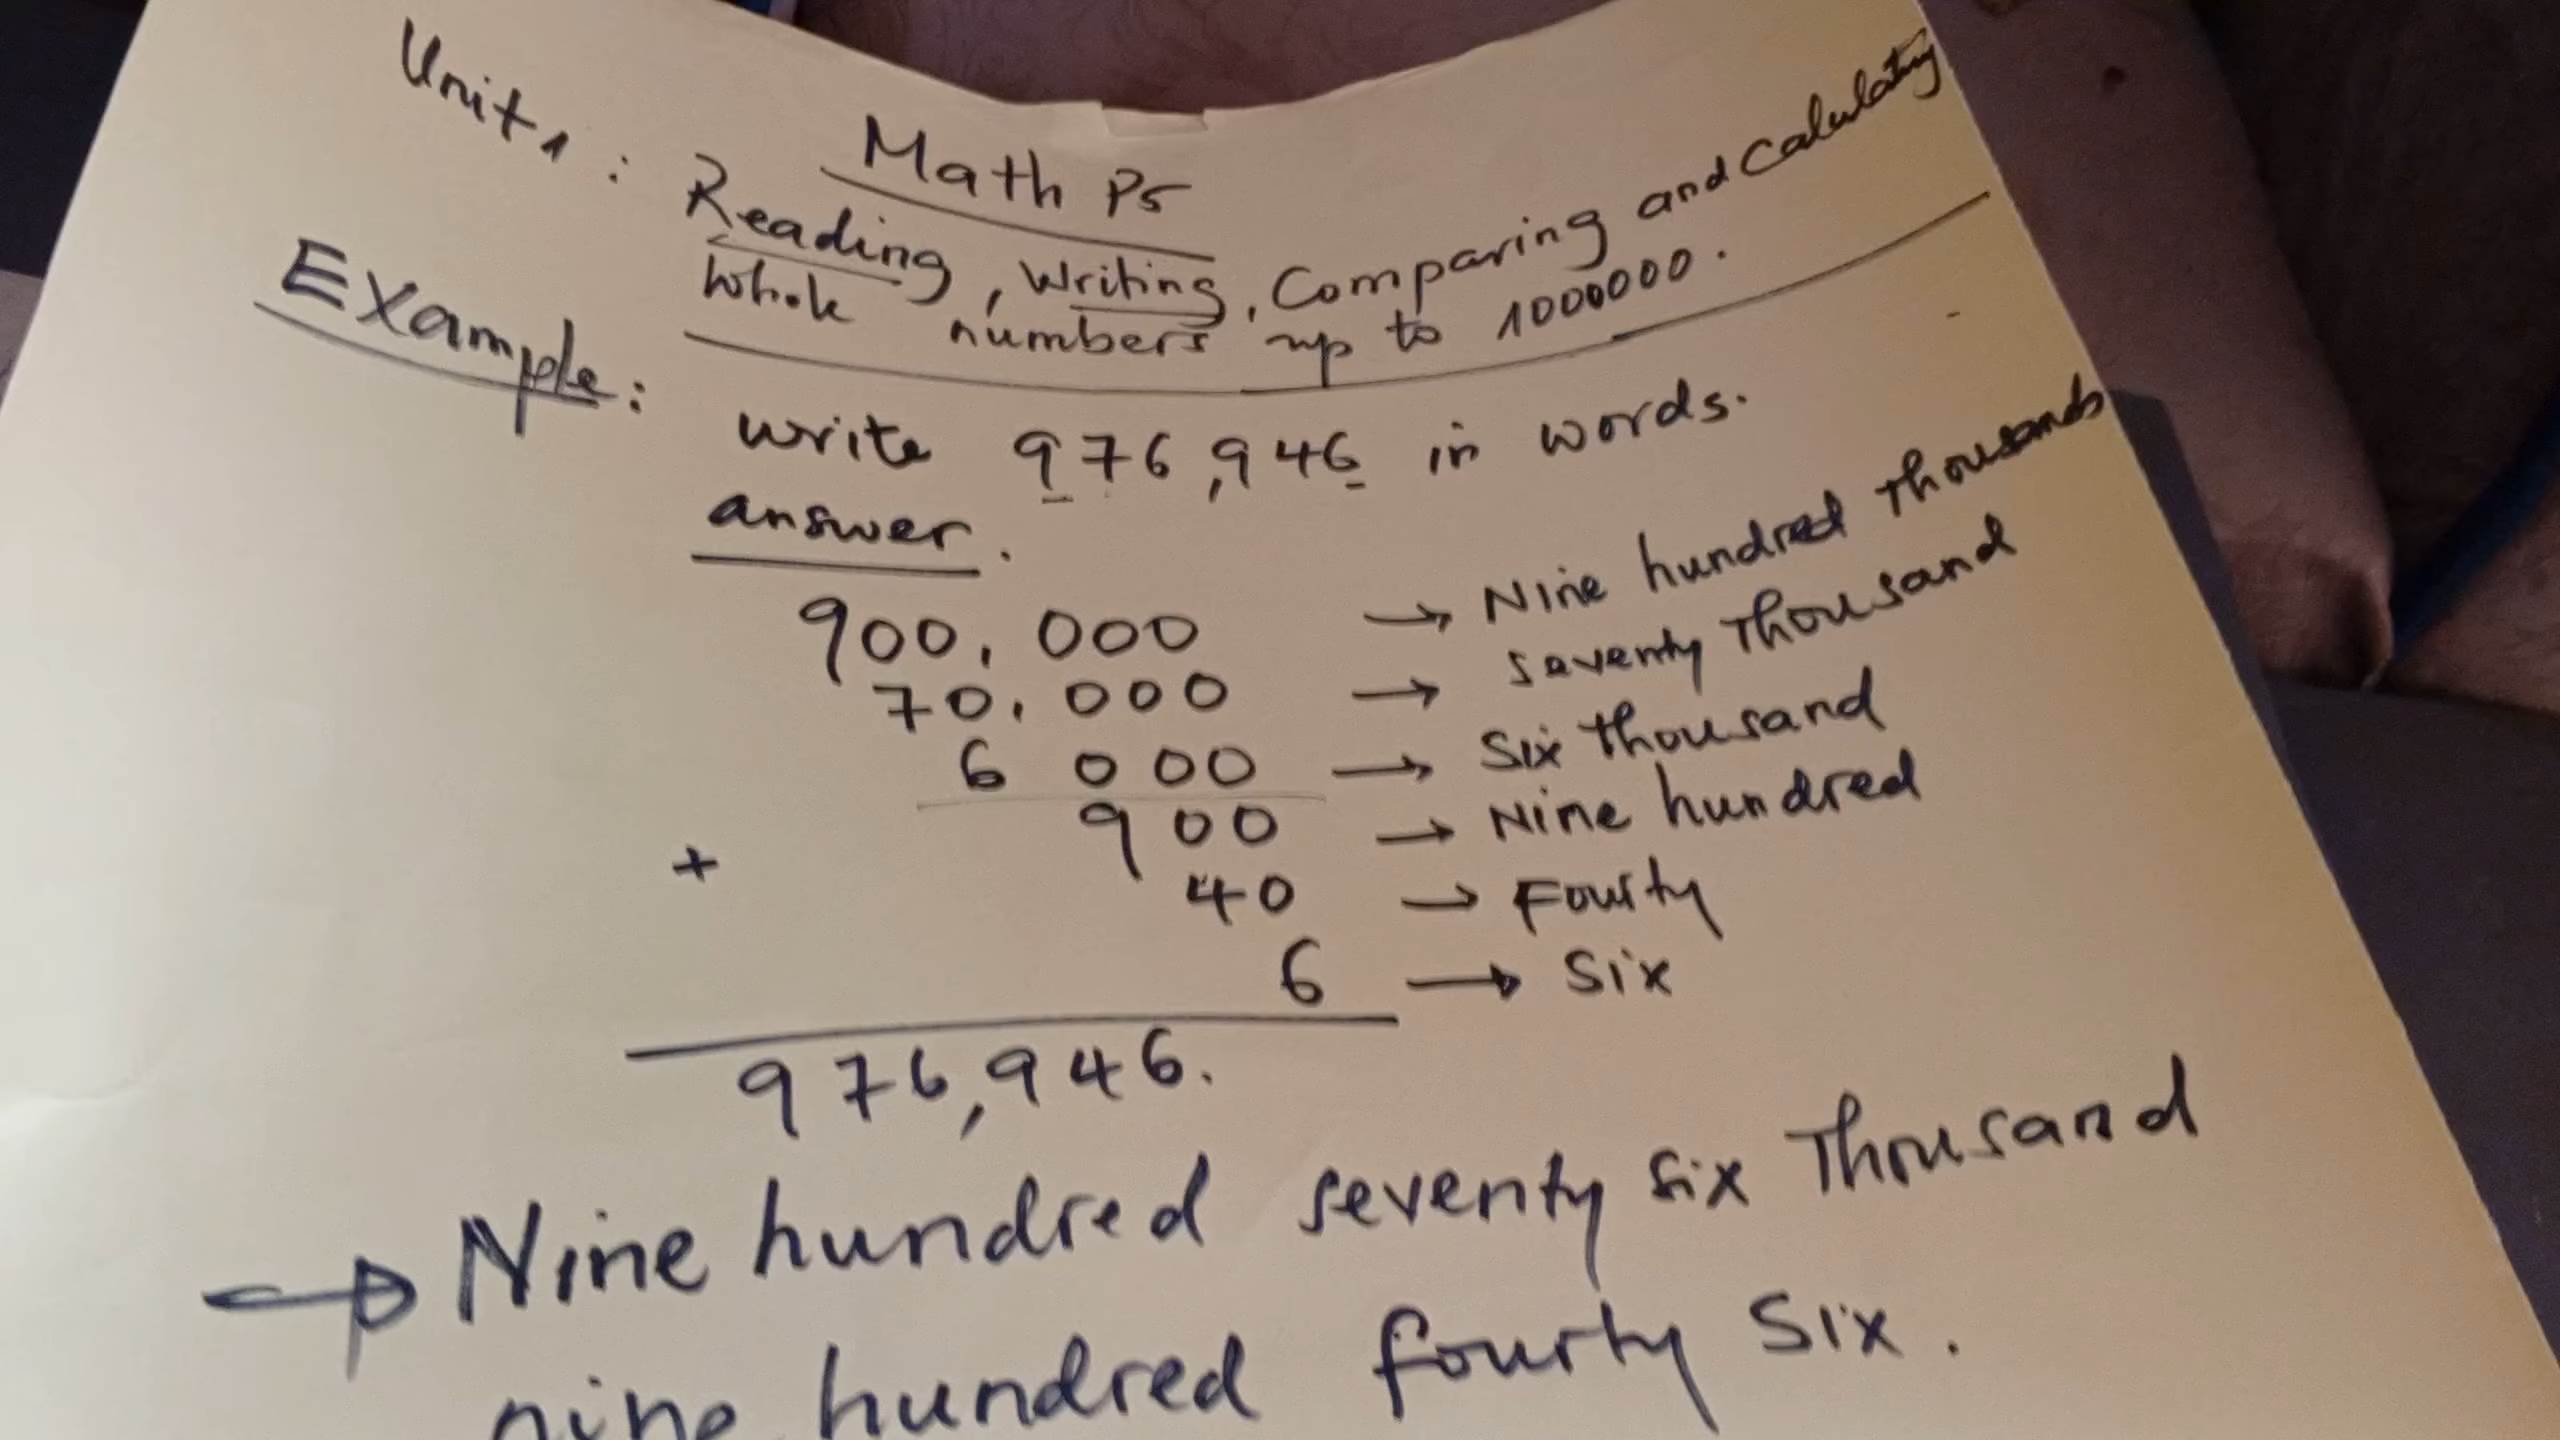 Math P5
Unit 1: Reading, Writing, Comparing and Calculating
whole numbers up to 1000000.
Example:
write 976,946 in words.
answer.
900,000 → Nine hundred Thousands
70,000 → Seventy Thousand
6 000 → Six thousand
900 → Nine hundred
+
40 → Fourty
6 → Six
976,946.
→ Nine hundred seventy six Thousand
nine hundred fourty Six.